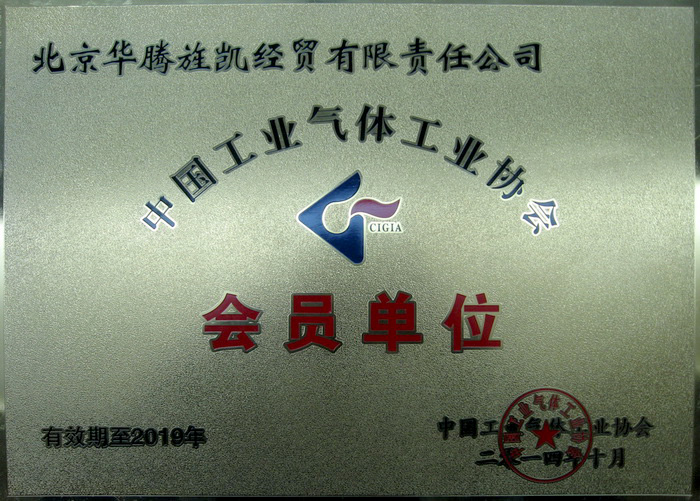 北京华腾旌凯经贸有限责任公司
中国工业气体工业协会
CIGIA
会员单位
有效期至2019年
中国工业气体工业协会
二〇一四年十月